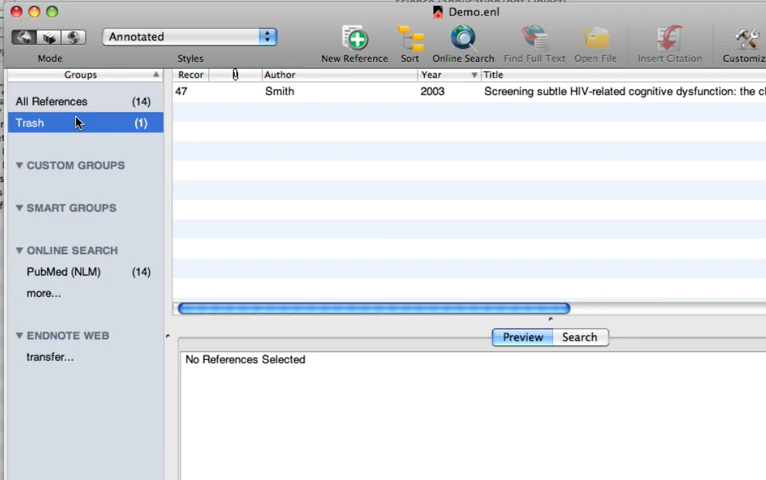 Demo.enl
Annotated
Mode
Styles
New Reference
Sort
Online Search
Find Full Text
Open File
Insert Citation
Customiz
Groups
Recor
Author
Year
Title
All References (14)
Trash (1)
47 Smith 2003 Screening subtle HIV-related cognitive dysfunction: the
CUSTOM GROUPS
SMART GROUPS
ONLINE SEARCH
PubMed (NLM) (14)
more...
ENDNOTE WEB
transfer...
Preview
Search
No References Selected